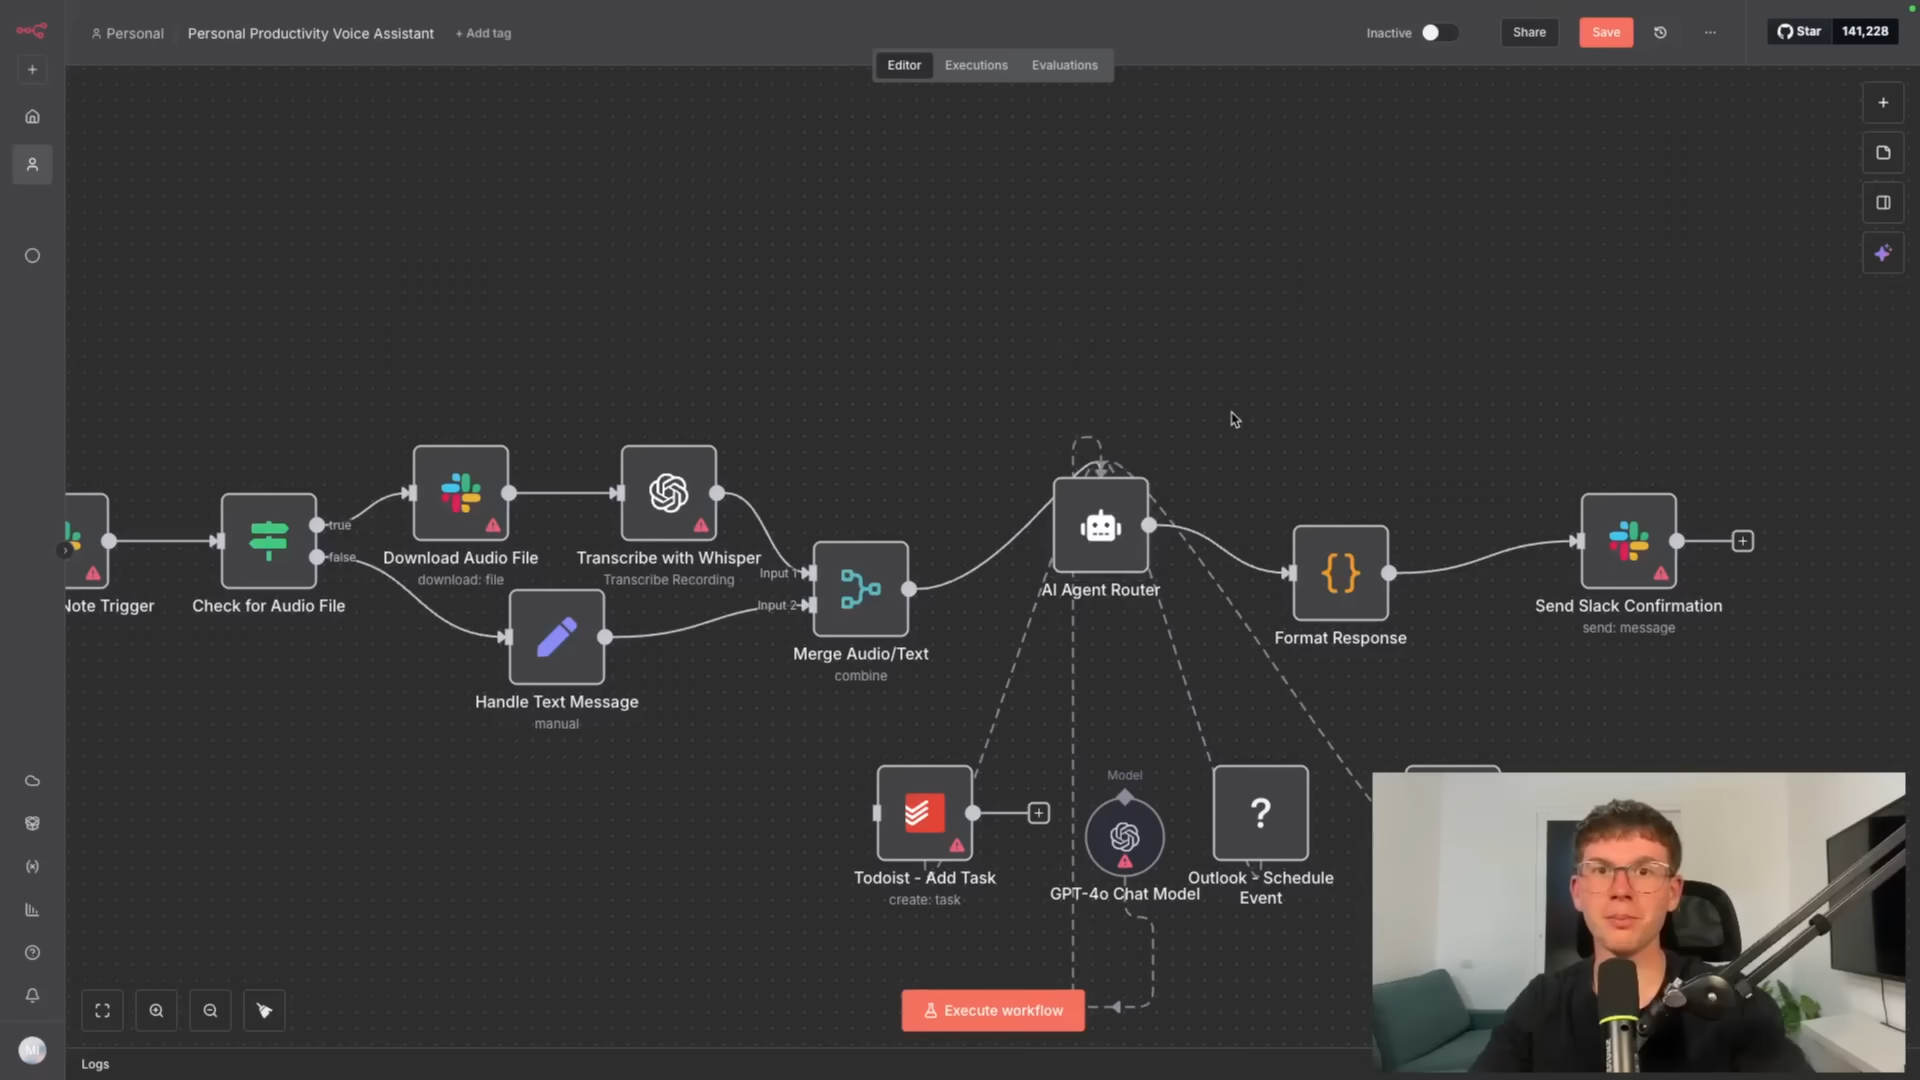 Personal
Personal Productivity Voice Assistant
+ Add tag
Inactive
Share
Save
Star
141,228
Editor
Executions
Evaluations
true
false
Download Audio File
download: file
Transcribe with Whisper
Transcribe Recording
Input 1
Input 2
Note Trigger
Check for Audio File
Handle Text Message
manual
Merge Audio/Text
combine
AI Agent Router
Format Response
Send Slack Confirmation
send: message
Model
Todoist - Add Task
create: task
GPT-4o Chat Model
Outlook - Schedule
Event
?
Execute workflow
MI
Logs